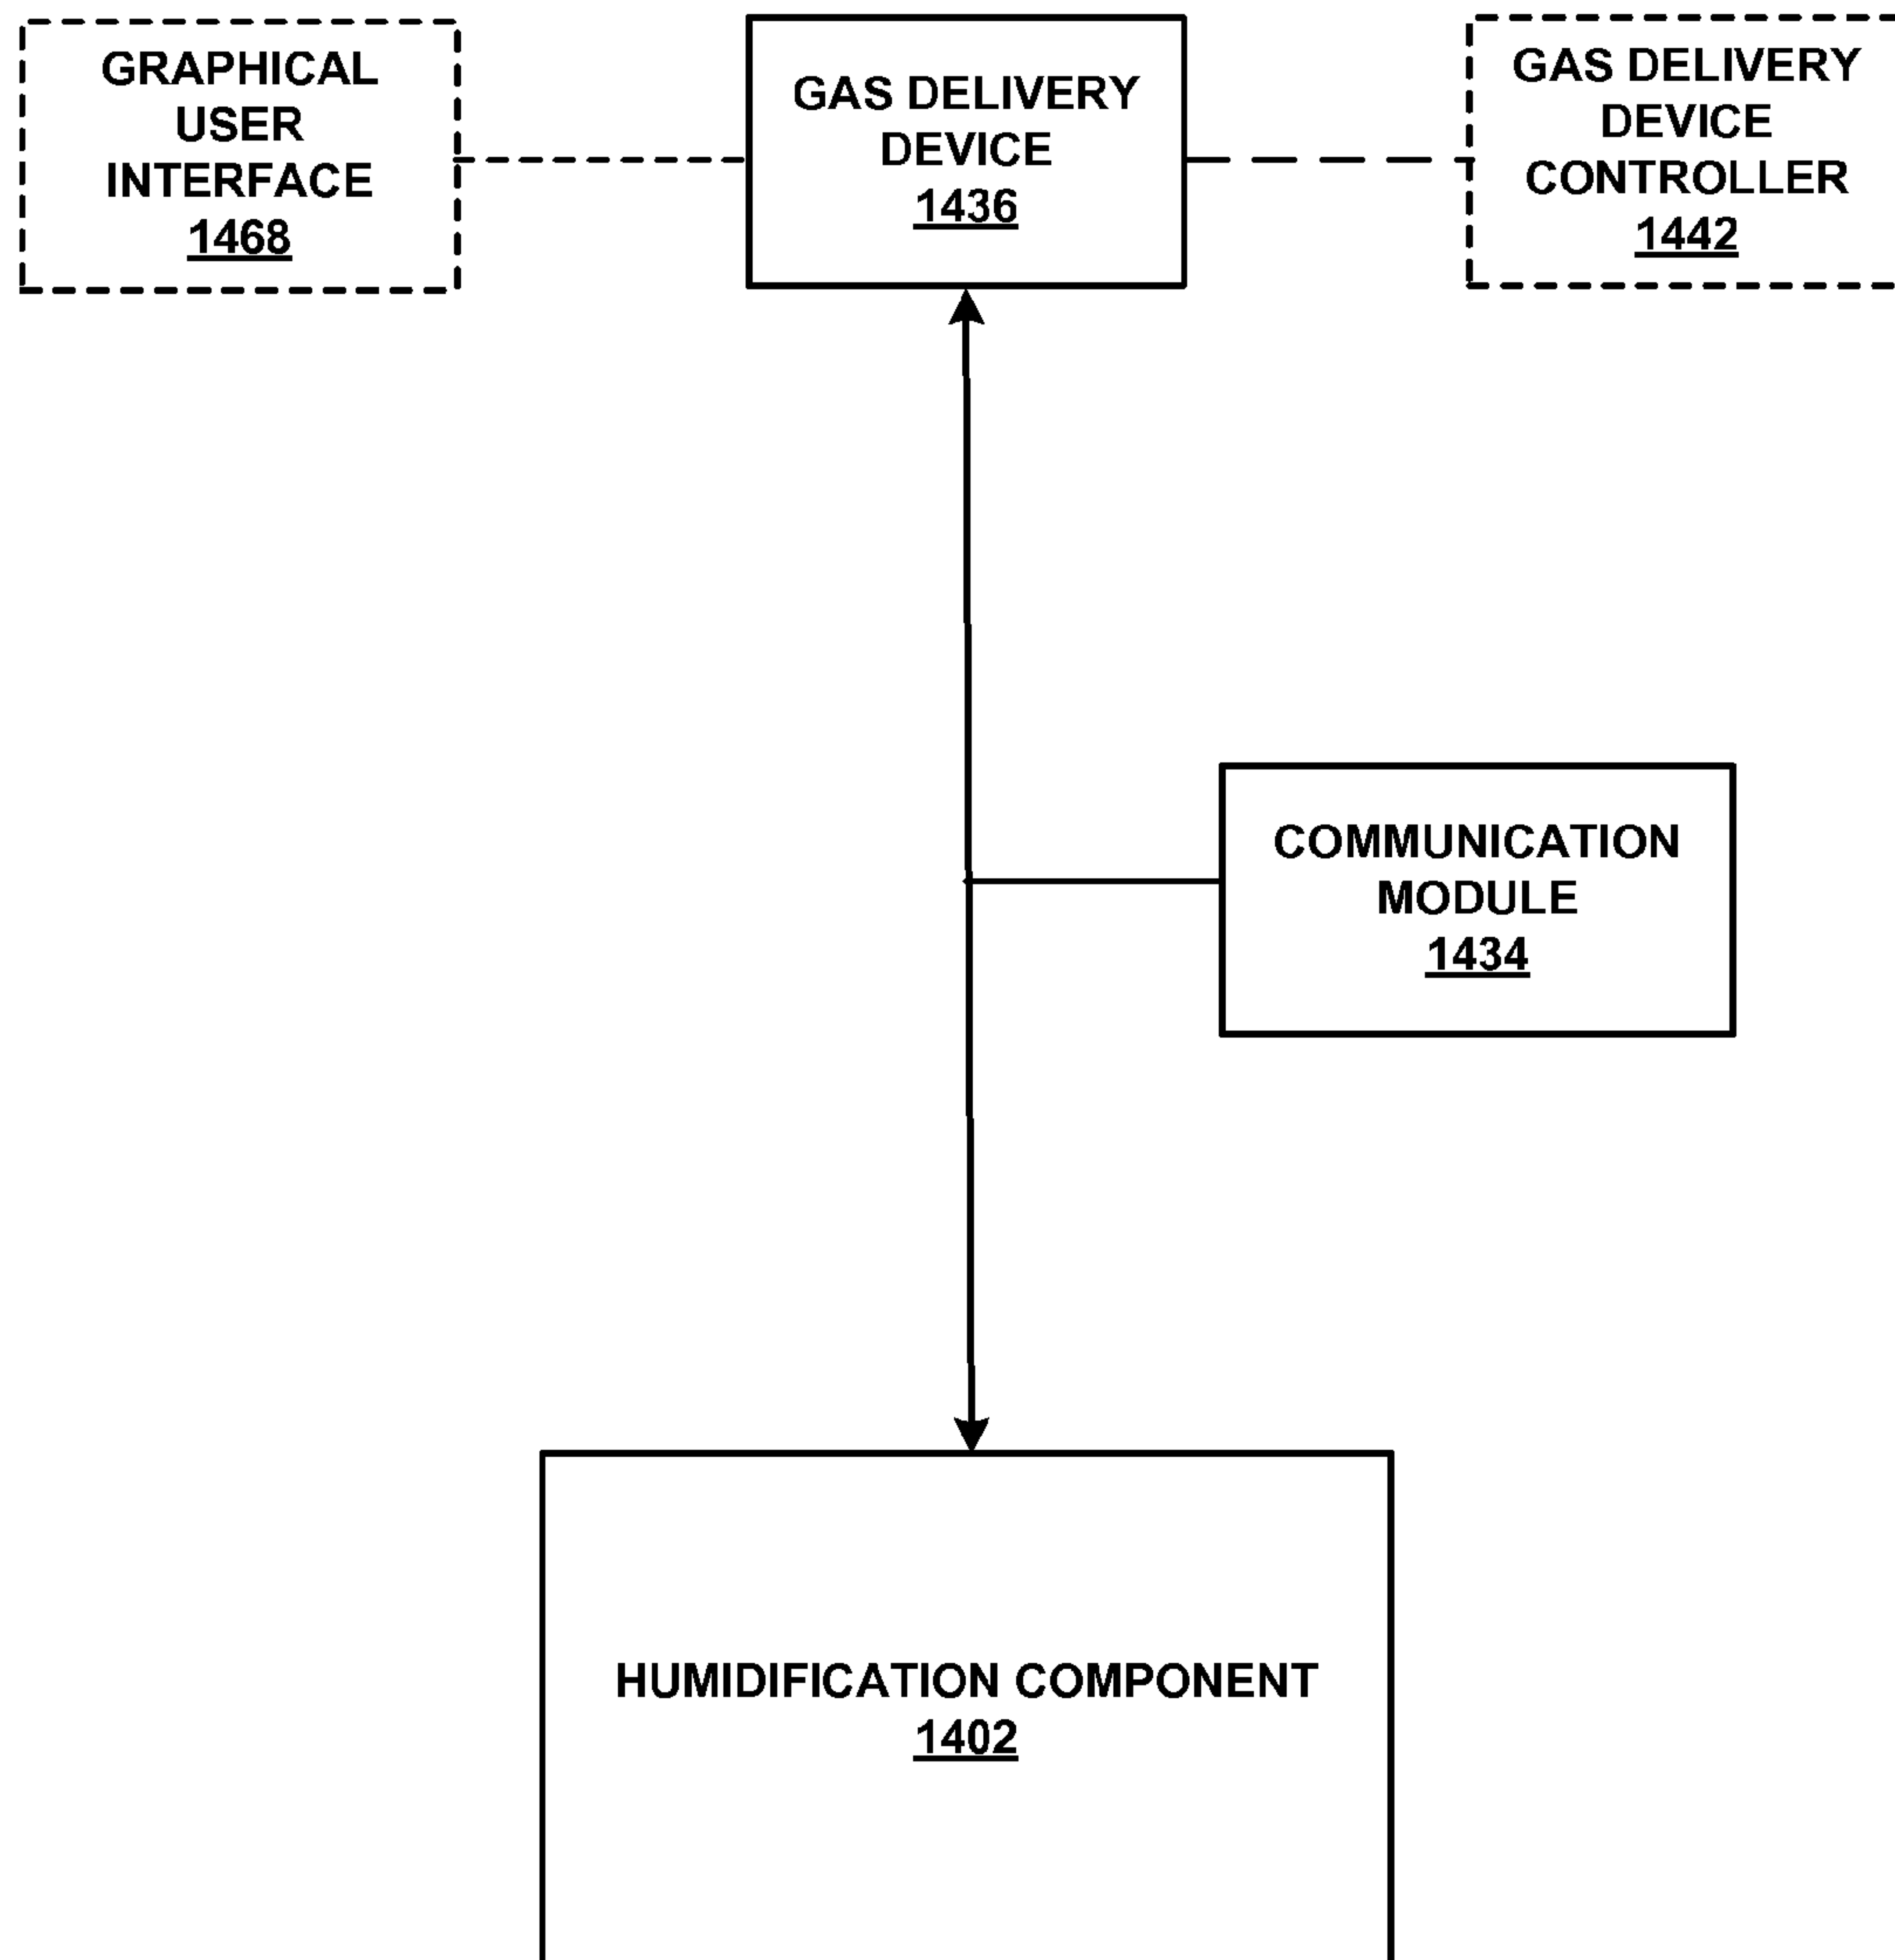 GRAPHICAL
USER
INTERFACE
1468
GAS DELIVERY
DEVICE
1436
GAS DELIVERY
DEVICE
CONTROLLER
1442
COMMUNICATION
MODULE
1434
HUMIDIFICATION COMPONENT
1402